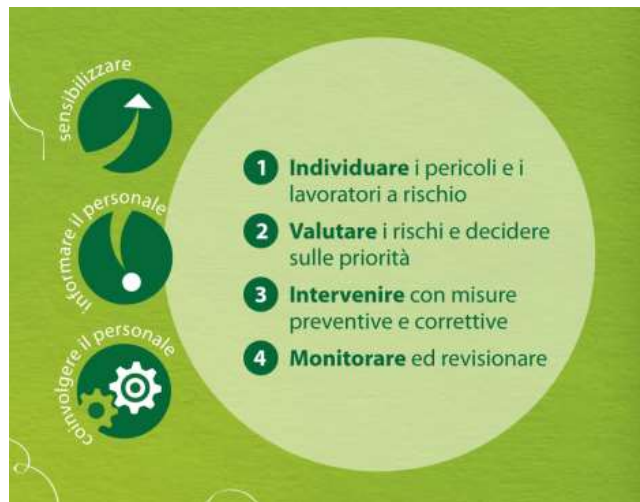 sensibilizzare
informare il personale
coinvolgere il personale
1 Individuare i pericoli e i
lavoratori a rischio
2 Valutare i rischi e decidere
sulle priorità
3 Intervenire con misure
preventive e correttive
4 Monitorare ed revisionare